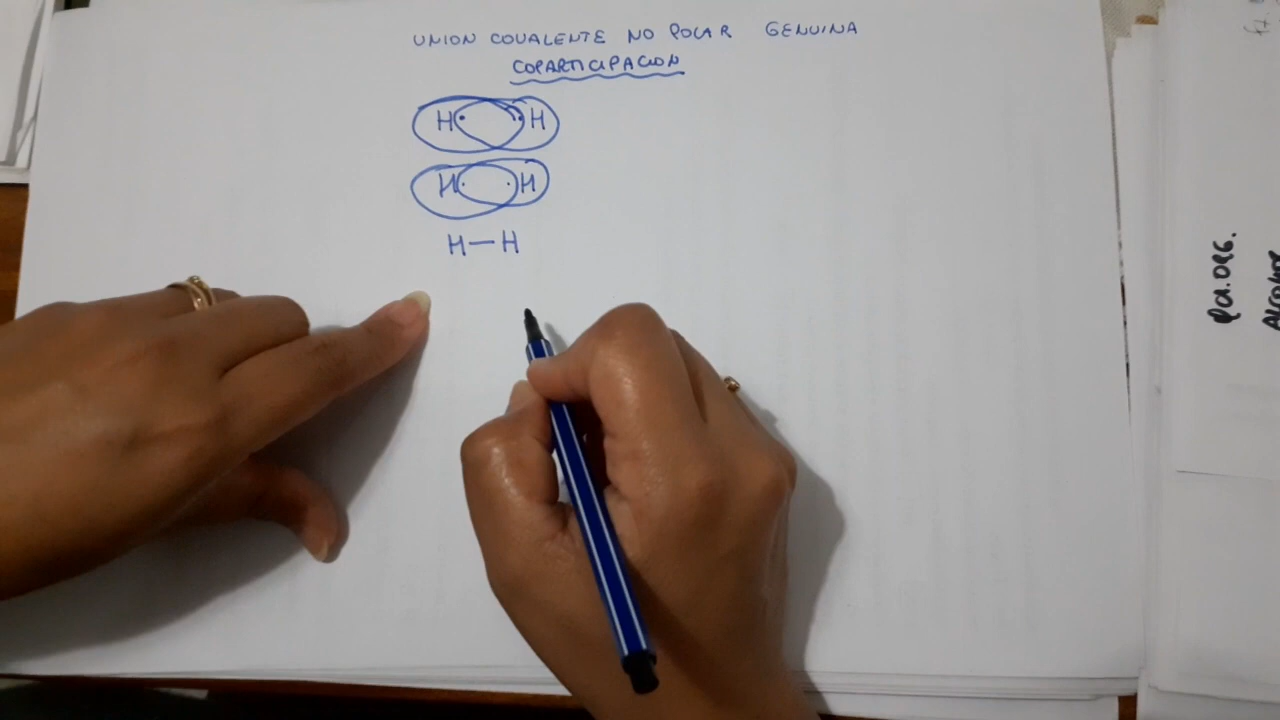 UNION COVALENTE NO POLAR GENUINA
COPARTICIPACION
H· ·H
H· ·H
H—H